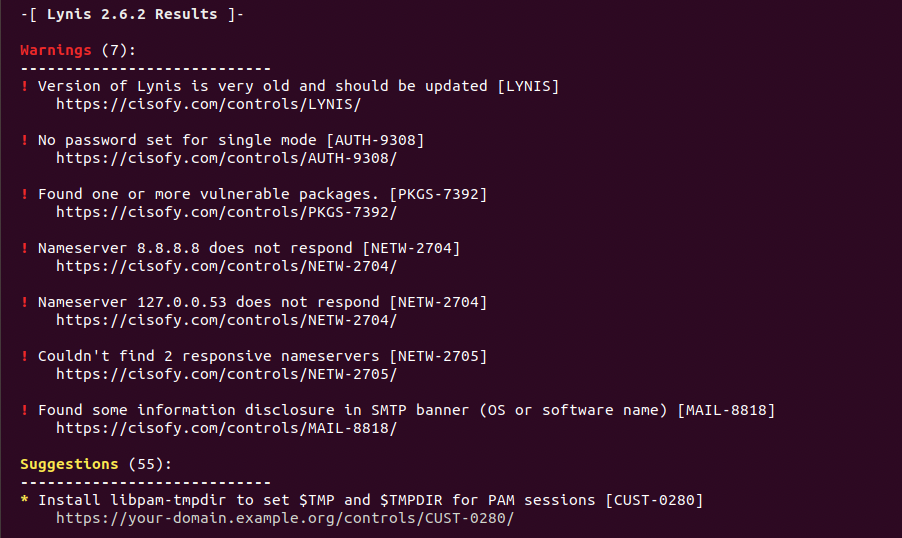 -[ Lynis 2.6.2 Results ]-
Warnings (7):
----------------------------
! Version of Lynis is very old and should be updated [LYNIS]
https://cisofy.com/controls/LYNIS/
! No password set for single mode [AUTH-9308]
https://cisofy.com/controls/AUTH-9308/
! Found one or more vulnerable packages. [PKGS-7392]
https://cisofy.com/controls/PKGS-7392/
! Nameserver 8.8.8.8 does not respond [NETW-2704]
https://cisofy.com/controls/NETW-2704/
! Nameserver 127.0.0.53 does not respond [NETW-2704]
https://cisofy.com/controls/NETW-2704/
! Couldn't find 2 responsive nameservers [NETW-2705]
https://cisofy.com/controls/NETW-2705/
! Found some information disclosure in SMTP banner (OS or software name) [MAIL-8818]
https://cisofy.com/controls/MAIL-8818/
Suggestions (55):
----------------------------
* Install libpam-tmpdir to set $TMP and $TMPDIR for PAM sessions [CUST-0280]
https://your-domain.example.org/controls/CUST-0280/